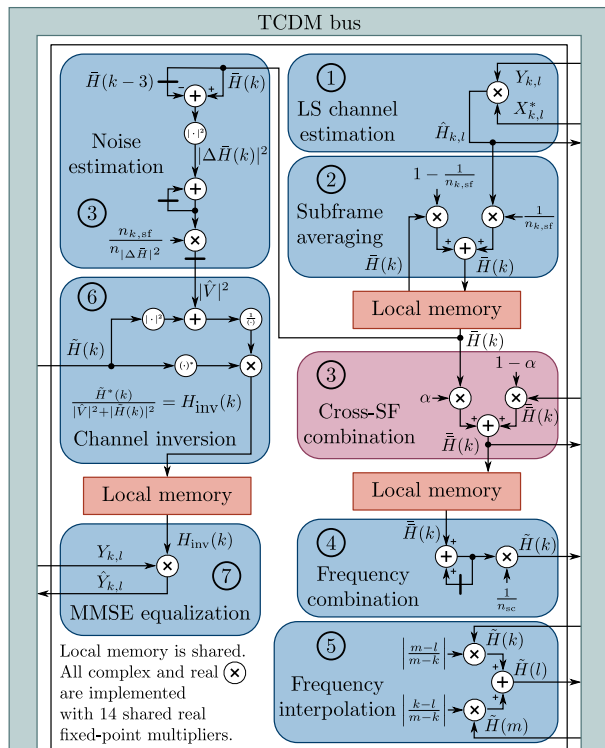 TCDM bus
H̄(k−3)
H̄(k)
− +
+
|·|²
Noise
estimation
|ΔH̄(k)|²
+
③
n_{k,sf} / n_{|ΔH̄|²}
×
①
Y_{k,l}
×
X*_{k,l}
LS channel
estimation
Ĥ_{k,l}
②
1 − 1/n_{k,sf}
Subframe
averaging
× ×
1/n_{k,sf}
+ + +
H̄(k)
H̄(k)
Local memory
H̄(k)
⑥
|V̂|²
|·|² + 1/(·)
H̃(k)
(·)* ×
H̃*(k) / (|V̂|²+|H̃(k)|²) = H_inv(k)
Channel inversion
③
1 − α
α × ×
H̿(k)
Cross-SF
combination
+ + +
H̿(k)
Local memory
Local memory
H_inv(k)
Y_{k,l}
Ŷ_{k,l}
×
⑦
MMSE equalization
H̿(k)
④
+ + +
×
H̃(k)
Frequency
combination
1/n_sc
⑤
|m−l / m−k|
×
H̃(k)
+ + +
H̃(l)
Frequency
interpolation
|k−l / m−k|
×
H̃(m)
Local memory is shared.
All complex and real ×
are implemented
with 14 shared real
fixed-point multipliers.